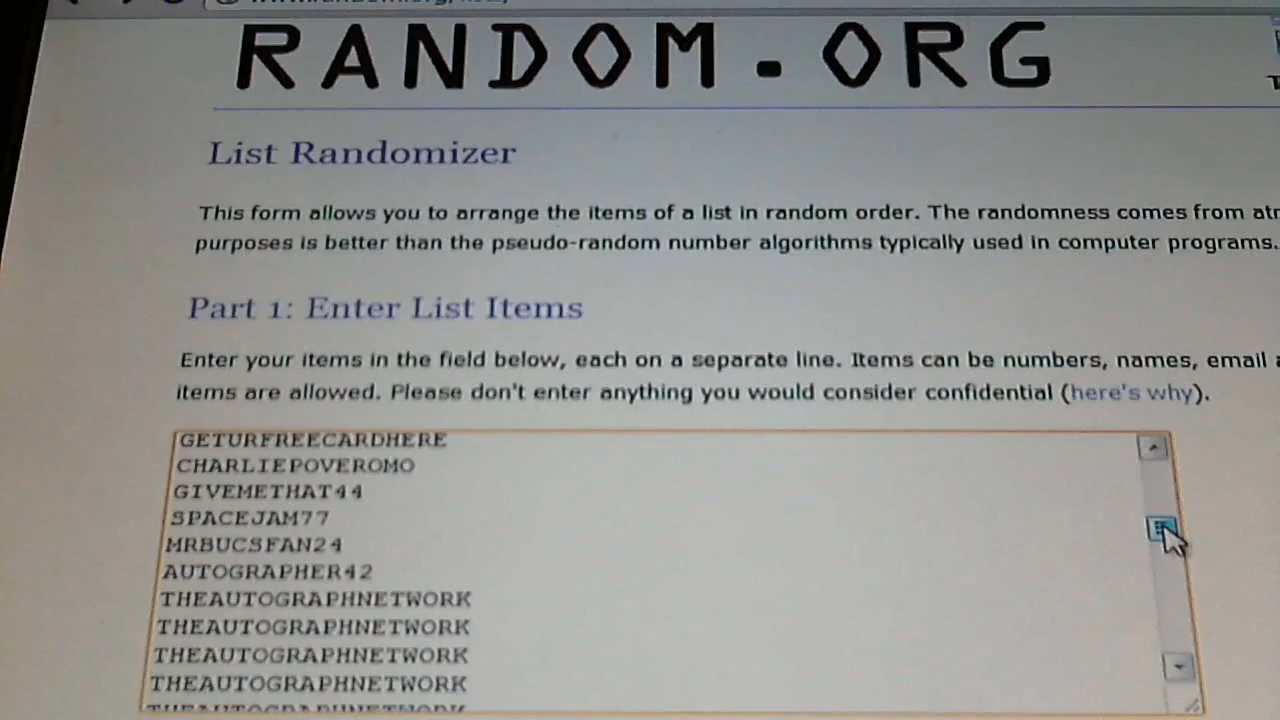 RANDOM.ORG
List Randomizer
This form allows you to arrange the items of a list in random order. The randomness comes from
purposes is better than the pseudo-random number algorithms typically used in computer programs.
Part 1: Enter List Items
Enter your items in the field below, each on a separate line. Items can be numbers, names, email
items are allowed. Please don't enter anything you would consider confidential (here's why).
GETURFREECARDHERE
CHARLIEPOVEROMO
GIVEMETHAT44
SPACEJAM77
MRBUCSFAN24
AUTOGRAPHER42
THEAUTOGRAPHNETWORK
THEAUTOGRAPHNETWORK
THEAUTOGRAPHNETWORK
THEAUTOGRAPHNETWORK
THEAUTOGRAPHNETWORK